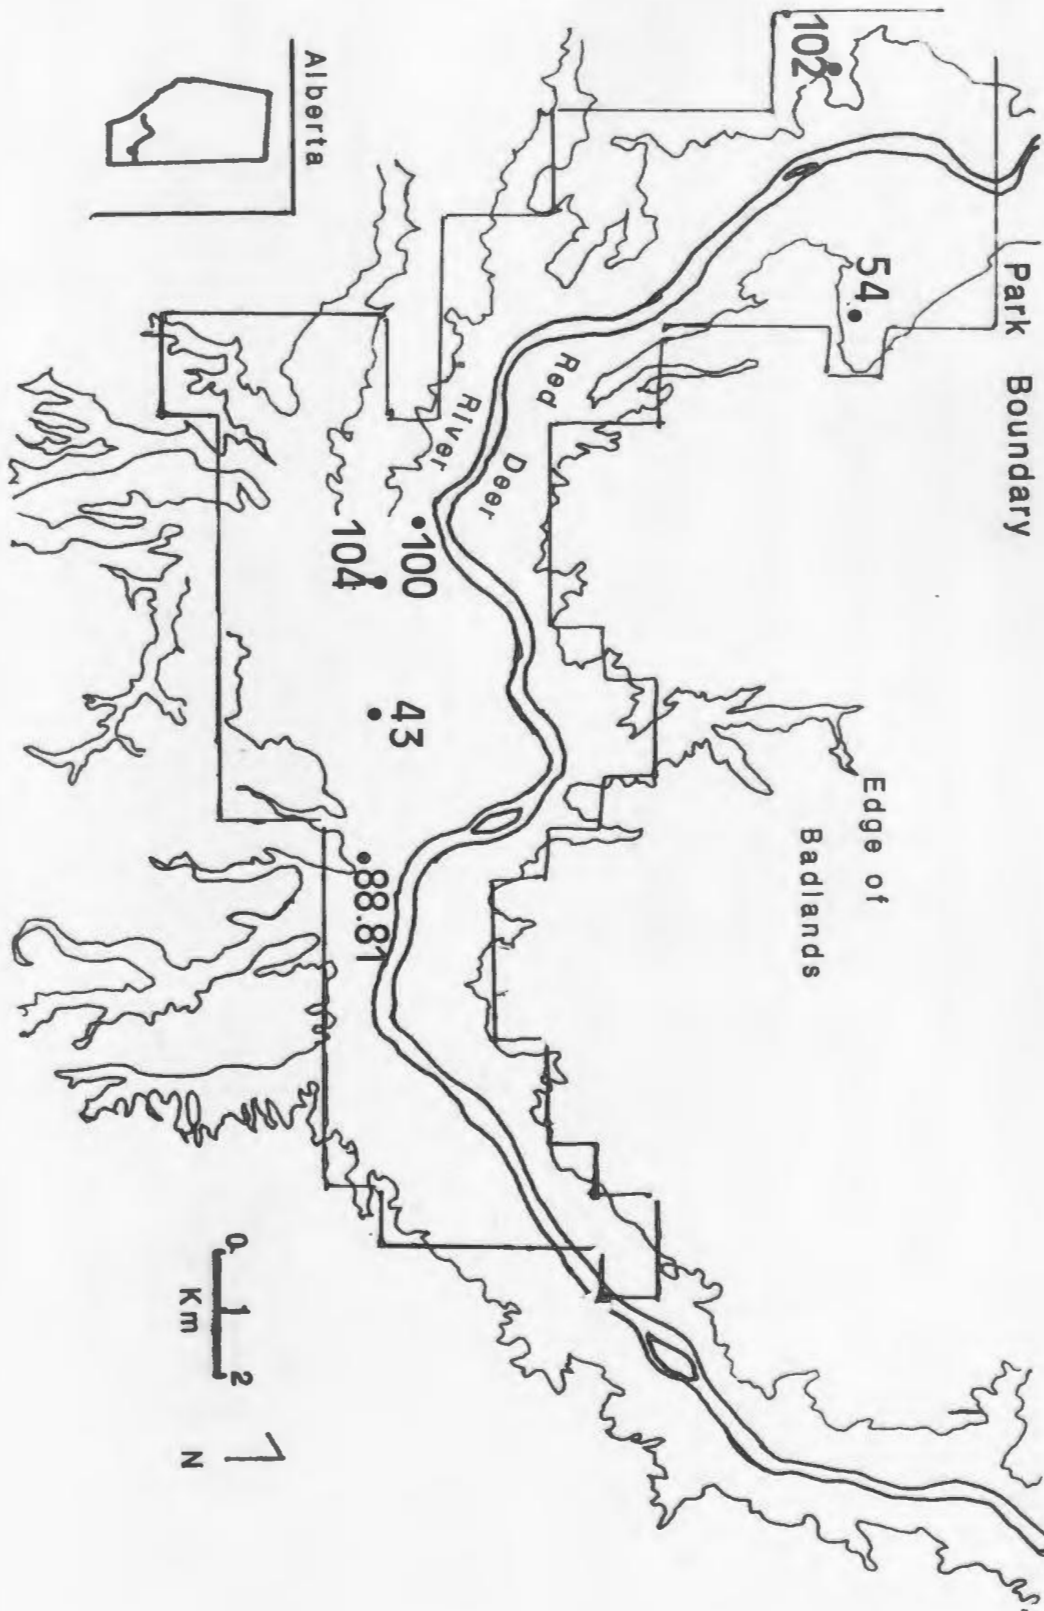 Park Boundary
102
54
Alberta
Red
Deer
River
100
104
43
Edge of
Badlands
88.81
0 1 2
Km
N